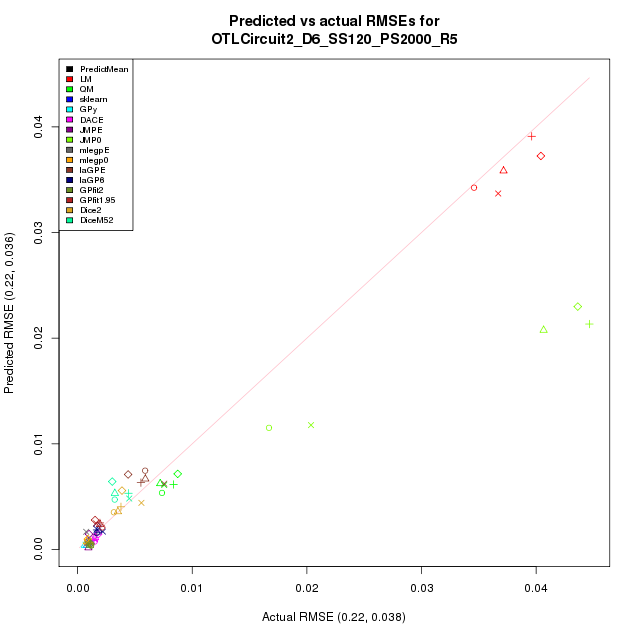 Predicted vs actual RMSEs for
OTLCircuit2_D6_SS120_PS2000_R5
PredictMean
LM
QM
sklearn
GPy
DACE
JMPE
JMP0
mlegpE
mlegp0
laGPE
laGP6
GPfit2
GPfit1.95
Dice2
DiceM52
Predicted RMSE (0.22, 0.036)
0.04
0.03
0.02
0.01
0.00
0.00 0.01 0.02 0.03 0.04
Actual RMSE (0.22, 0.038)